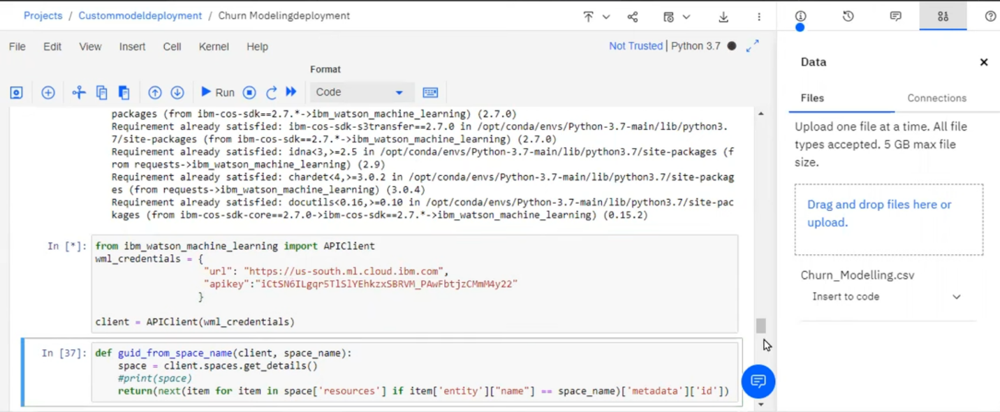 Projects / Custommodeldeployment / Churn Modelingdeployment
File Edit View Insert Cell Kernel Help
Not Trusted | Python 3.7
Format
Run
Code
packages (from ibm-cos-sdk==2.7.*->ibm_watson_machine_learning) (2.7.0)
Requirement already satisfied: ibm-cos-sdk-s3transfer==2.7.0 in /opt/conda/envs/Python-3.7-main/lib/python3.
7/site-packages (from ibm-cos-sdk==2.7.*->ibm_watson_machine_learning) (2.7.0)
Requirement already satisfied: idna<3,>=2.5 in /opt/conda/envs/Python-3.7-main/lib/python3.7/site-packages (f
rom requests->ibm_watson_machine_learning) (2.9)
Requirement already satisfied: chardet<4,>=3.0.2 in /opt/conda/envs/Python-3.7-main/lib/python3.7/site-packag
es (from requests->ibm_watson_machine_learning) (3.0.4)
Requirement already satisfied: docutils<0.16,>=0.10 in /opt/conda/envs/Python-3.7-main/lib/python3.7/site-pac
kages (from ibm-cos-sdk-core==2.7.0->ibm-cos-sdk==2.7.*->ibm_watson_machine_learning) (0.15.2)
In [*]: from ibm_watson_machine_learning import APIClient
wml_credentials = {
"url": "https://us-south.ml.cloud.ibm.com",
"apikey":"iCtSN6ILgqr5TlSlYEhkzxSBRVM_PAwFbtjzCMmM4y22"
}
client = APIClient(wml_credentials)
In [37]: def guid_from_space_name(client, space_name):
space = client.spaces.get_details()
#print(space)
return(next(item for item in space['resources'] if item['entity']["name"] == space_name)['metadata']['id'])
Data
Files Connections
Upload one file at a time. All file
types accepted. 5 GB max file
size.
Drag and drop files here or
upload.
Churn_Modelling.csv
Insert to code